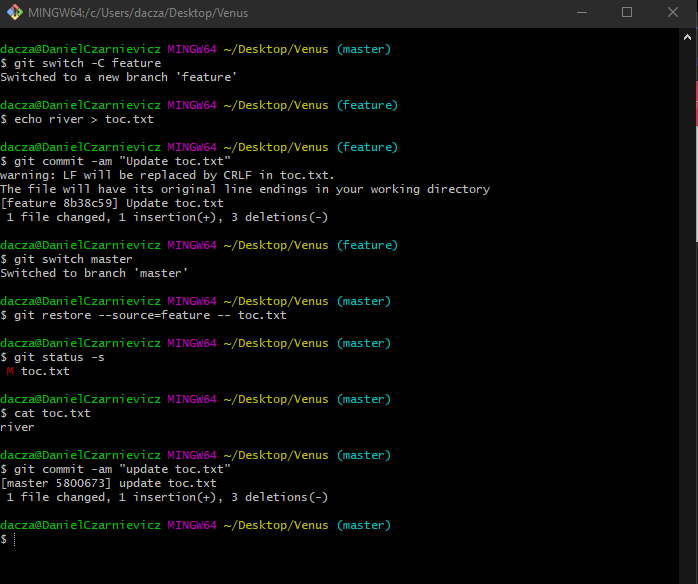 MINGW64:/c/Users/dacza/Desktop/Venus
dacza@DanielCzarnievicz MINGW64 ~/Desktop/Venus (master)
$ git switch -C feature
Switched to a new branch 'feature'
dacza@DanielCzarnievicz MINGW64 ~/Desktop/Venus (feature)
$ echo river > toc.txt
dacza@DanielCzarnievicz MINGW64 ~/Desktop/Venus (feature)
$ git commit -am "Update toc.txt"
warning: LF will be replaced by CRLF in toc.txt.
The file will have its original line endings in your working directory
[feature 8b38c59] Update toc.txt
 1 file changed, 1 insertion(+), 3 deletions(-)
dacza@DanielCzarnievicz MINGW64 ~/Desktop/Venus (feature)
$ git switch master
Switched to branch 'master'
dacza@DanielCzarnievicz MINGW64 ~/Desktop/Venus (master)
$ git restore --source=feature -- toc.txt
dacza@DanielCzarnievicz MINGW64 ~/Desktop/Venus (master)
$ git status -s
 M toc.txt
dacza@DanielCzarnievicz MINGW64 ~/Desktop/Venus (master)
$ cat toc.txt
river
dacza@DanielCzarnievicz MINGW64 ~/Desktop/Venus (master)
$ git commit -am "update toc.txt"
[master 5800673] update toc.txt
 1 file changed, 1 insertion(+), 3 deletions(-)
dacza@DanielCzarnievicz MINGW64 ~/Desktop/Venus (master)
$